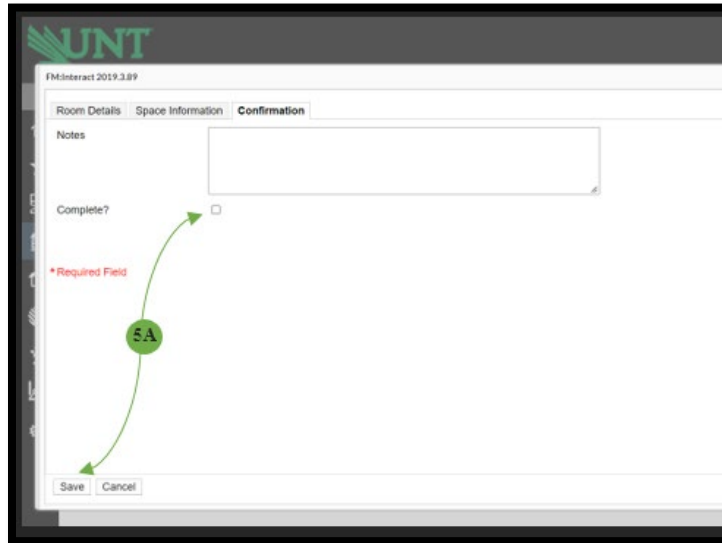 UNT
FM:Interact 2019.3.89
Room Details Space Information Confirmation
Notes
Complete?
* Required Field
5A
Save Cancel